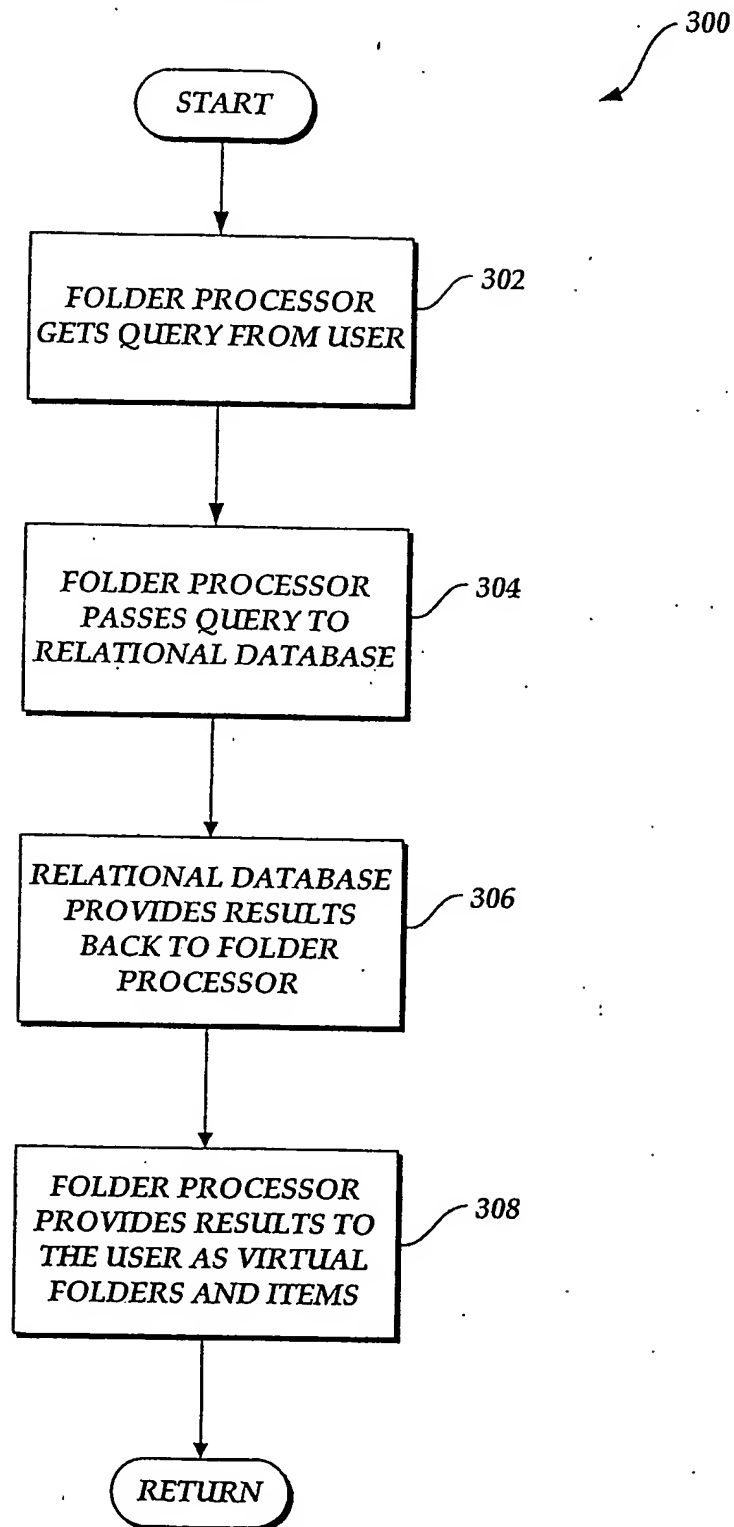 300
START
FOLDER PROCESSOR
GETS QUERY FROM USER
302
FOLDER PROCESSOR
PASSES QUERY TO
RELATIONAL DATABASE
304
RELATIONAL DATABASE
PROVIDES RESULTS
BACK TO FOLDER
PROCESSOR
306
FOLDER PROCESSOR
PROVIDES RESULTS TO
THE USER AS VIRTUAL
FOLDERS AND ITEMS
308
RETURN